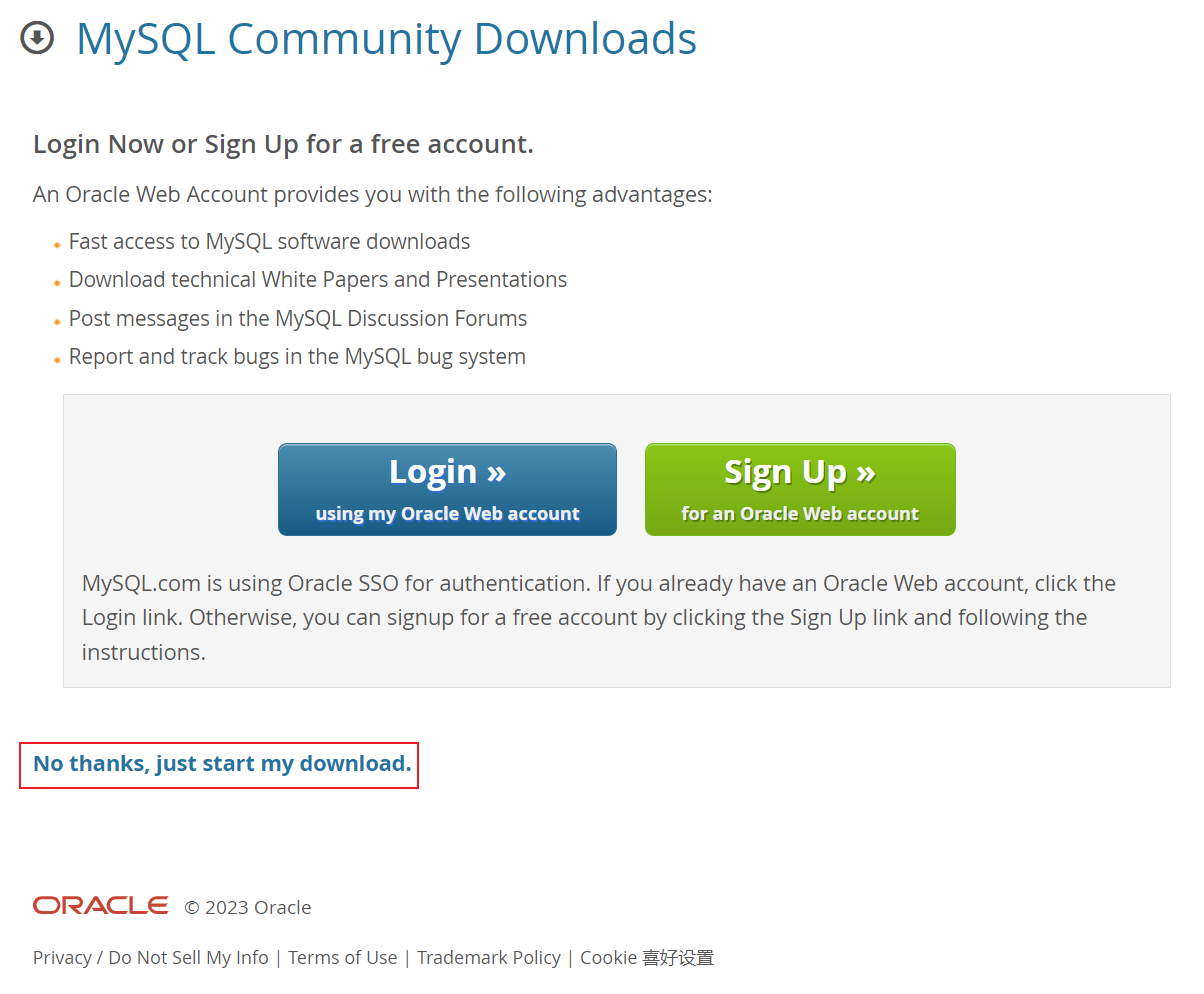 MySQL Community Downloads
Login Now or Sign Up for a free account.
An Oracle Web Account provides you with the following advantages:
Fast access to MySQL software downloads
Download technical White Papers and Presentations
Post messages in the MySQL Discussion Forums
Report and track bugs in the MySQL bug system
Login »
using my Oracle Web account
Sign Up »
for an Oracle Web account
MySQL.com is using Oracle SSO for authentication. If you already have an Oracle Web account, click the
Login link. Otherwise, you can signup for a free account by clicking the Sign Up link and following the
instructions.
No thanks, just start my download.
ORACLE © 2023 Oracle
Privacy / Do Not Sell My Info | Terms of Use | Trademark Policy | Cookie 喜好设置